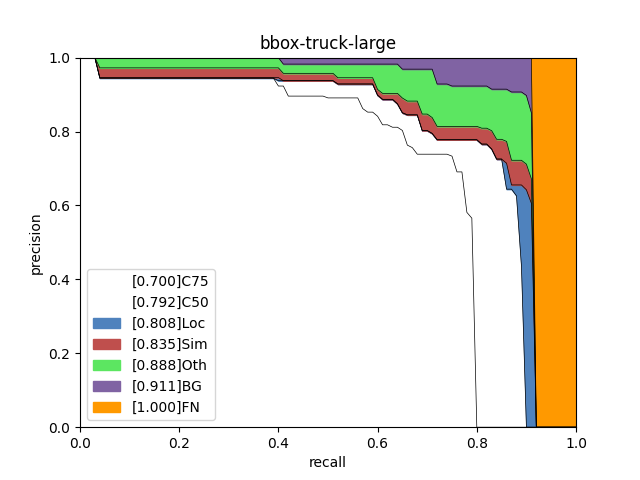 bbox-truck-large
1.0
0.8
0.6
0.4
0.2
0.0
precision
[0.700]C75
[0.792]C50
[0.808]Loc
[0.835]Sim
[0.888]Oth
[0.911]BG
[1.000]FN
0.0 0.2 0.4 0.6 0.8 1.0
recall